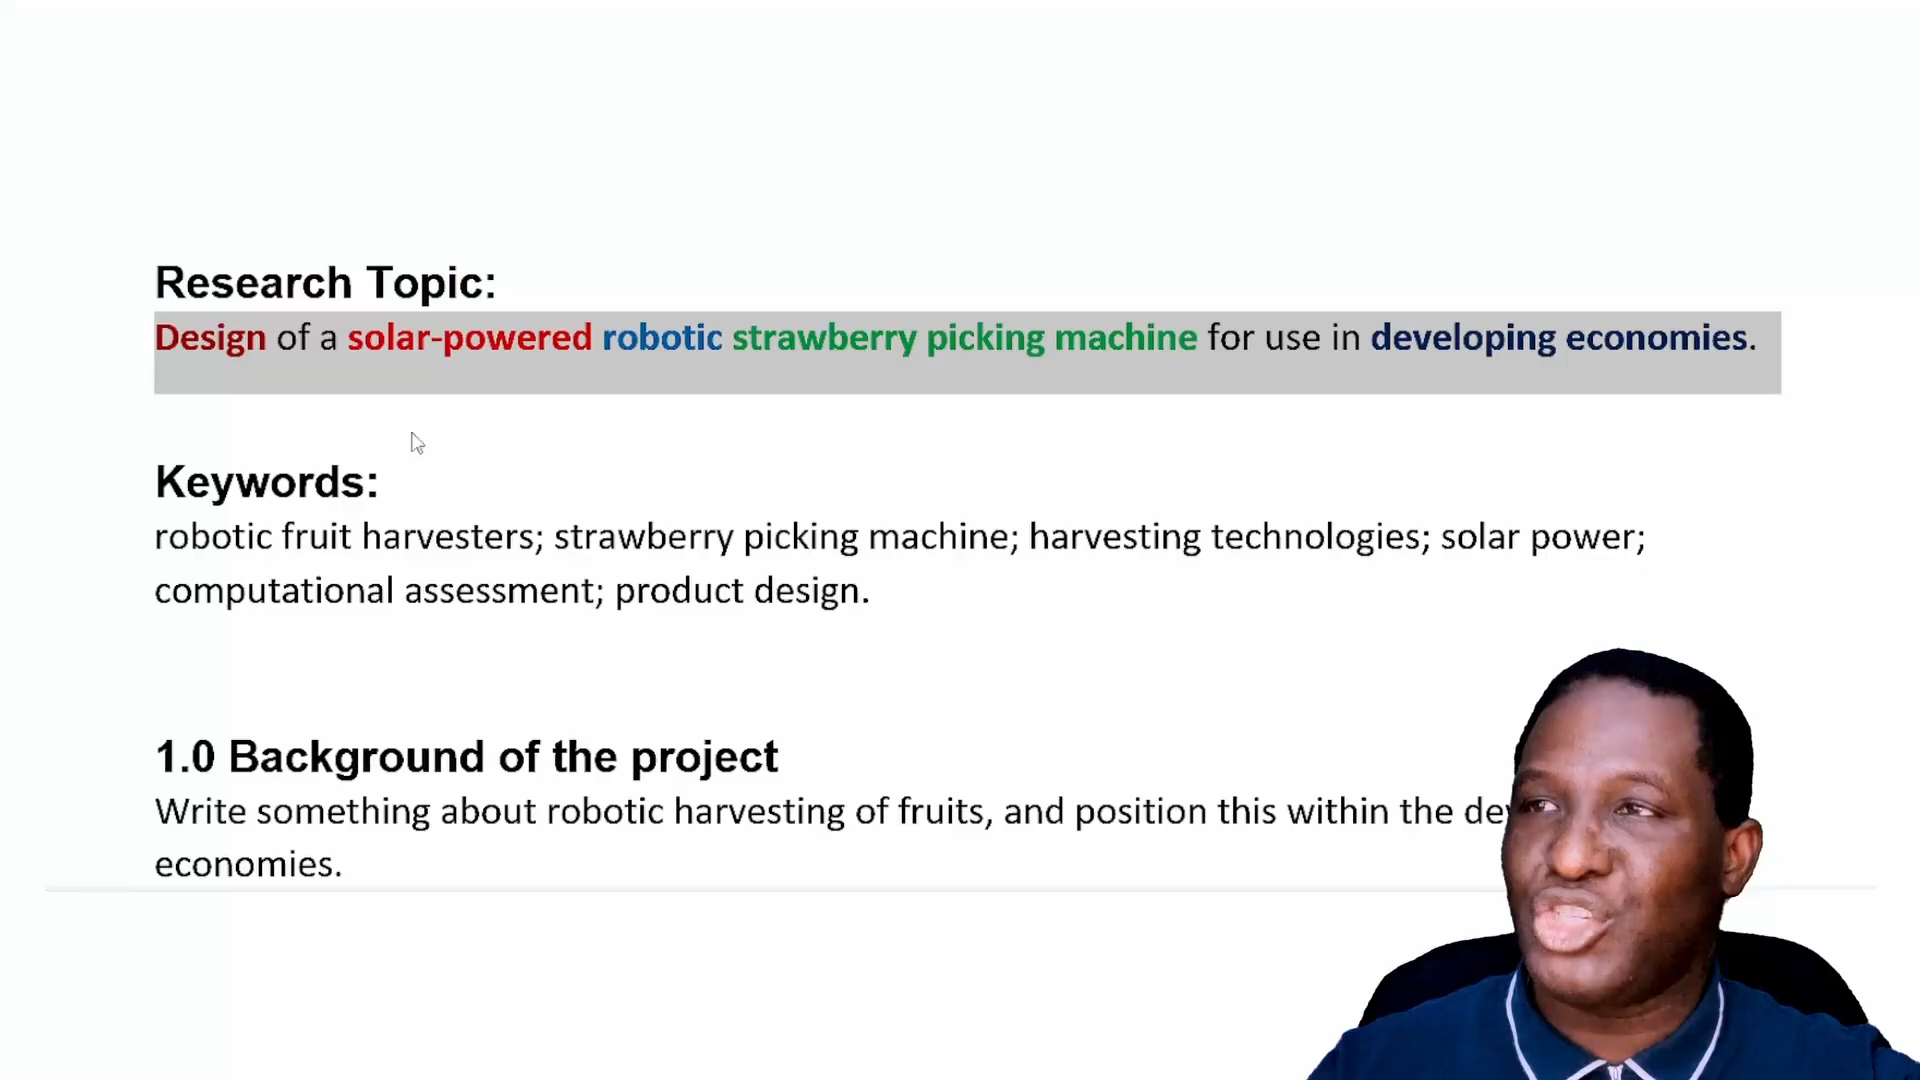 Research Topic:
Design of a solar-powered robotic strawberry picking machine for use in developing economies.
Keywords:
robotic fruit harvesters; strawberry picking machine; harvesting technologies; solar power;
computational assessment; product design.
1.0 Background of the project
Write something about robotic harvesting of fruits, and position this within the
economies.